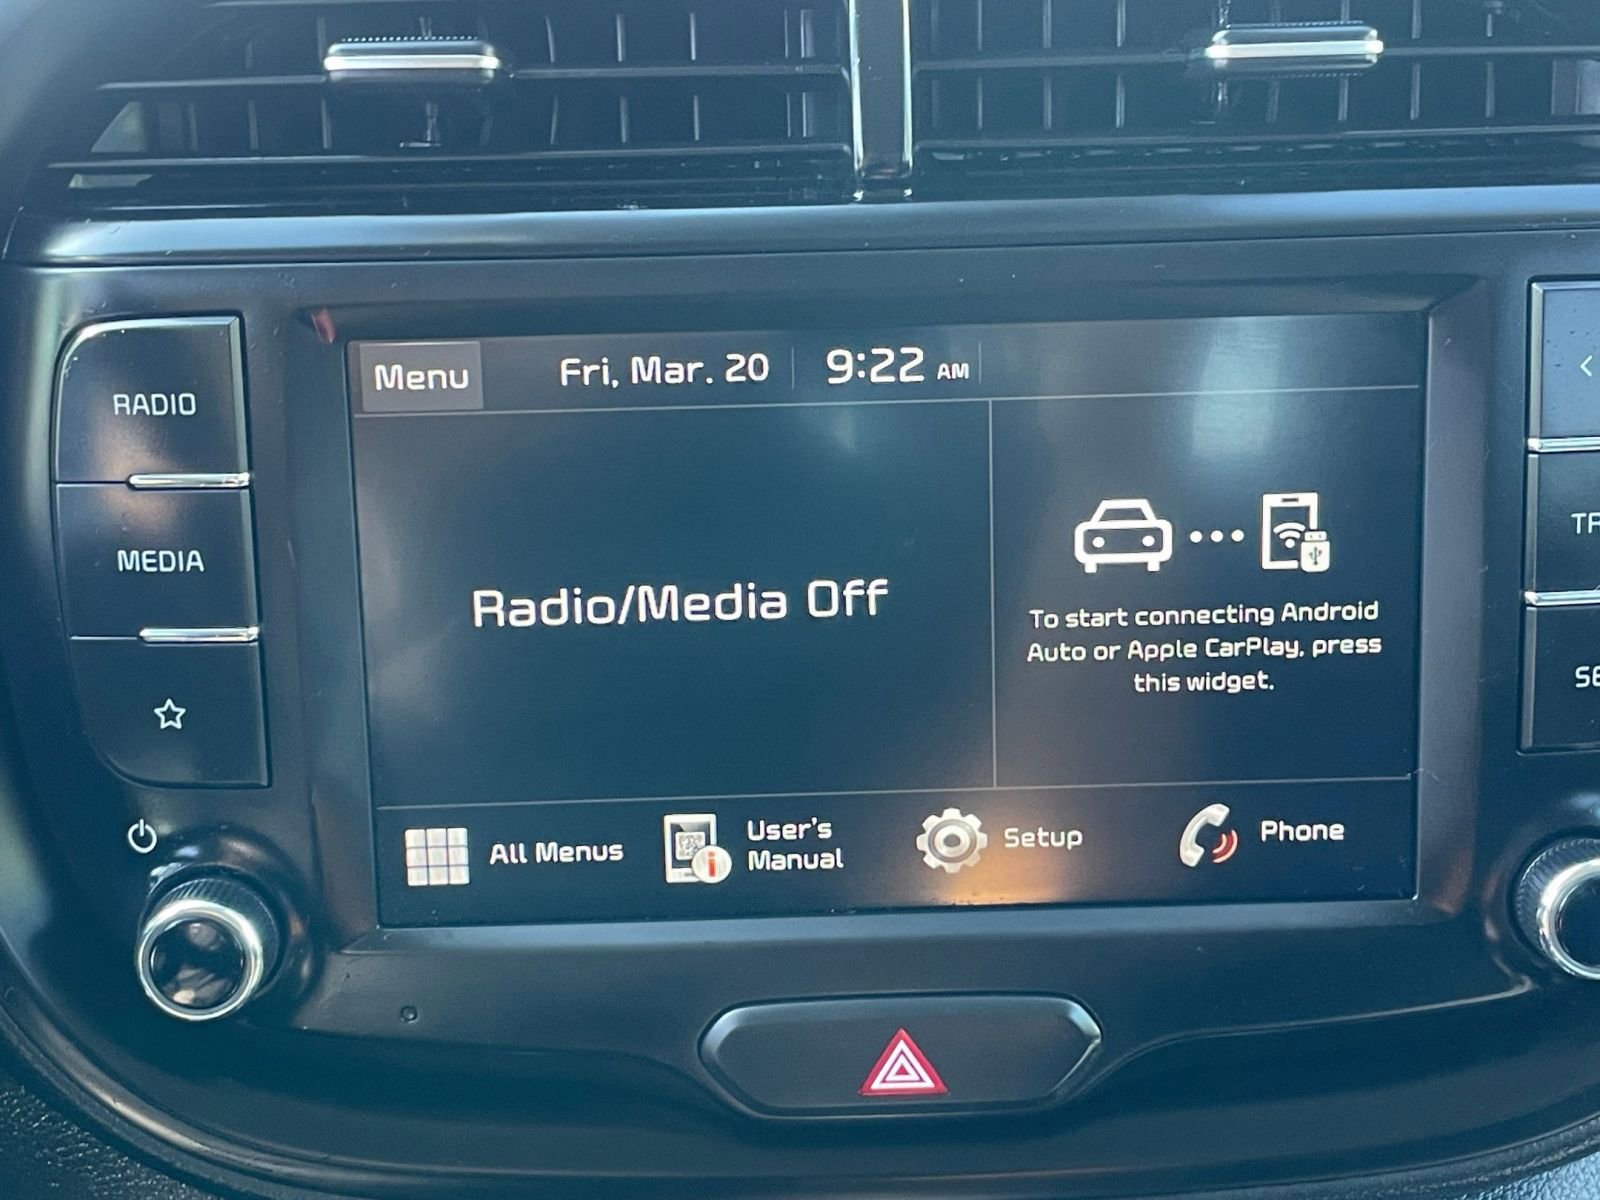 RADIO
MEDIA
Menu
Fri, Mar. 20
9:22 AM
Radio/Media Off
To start connecting Android
Auto or Apple CarPlay, press
this widget.
All Menus
User's
Manual
Setup
Phone